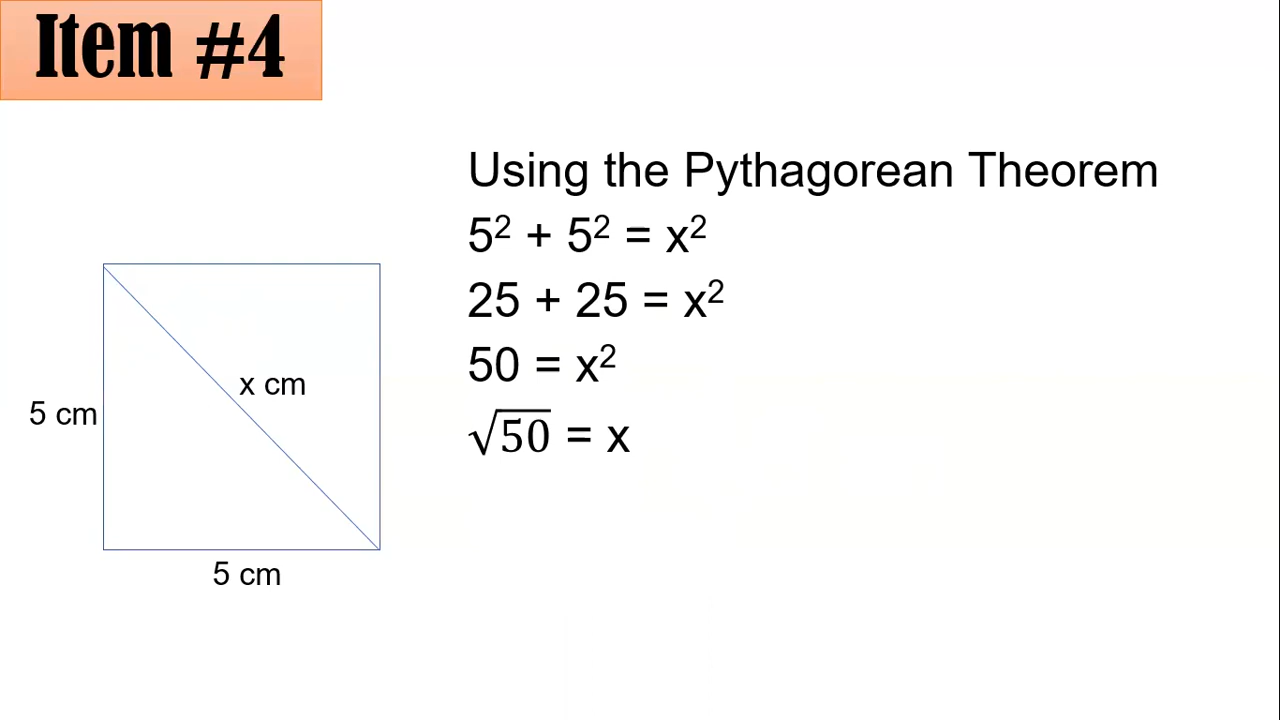 Item #4
Using the Pythagorean Theorem
5² + 5² = x²
25 + 25 = x²
50 = x²
√50 = x
x cm
5 cm
5 cm